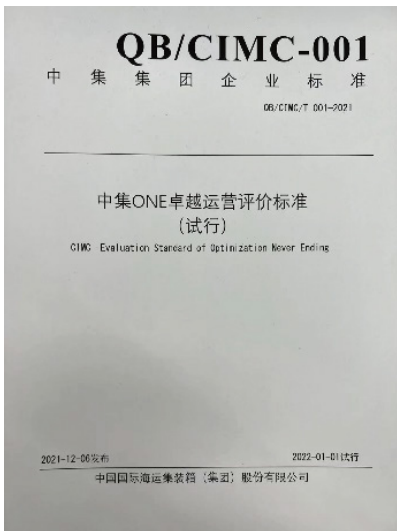 QB/CIMC-001
中集集团企业标准
QB/CIMC/T 001-2021
中集ONE卓越运营评价标准
(试行)
CIMC Evaluation Standard of Optimization Never Ending
2021-12-06发布 2022-01-01试行
中国国际海运集装箱(集团)股份有限公司